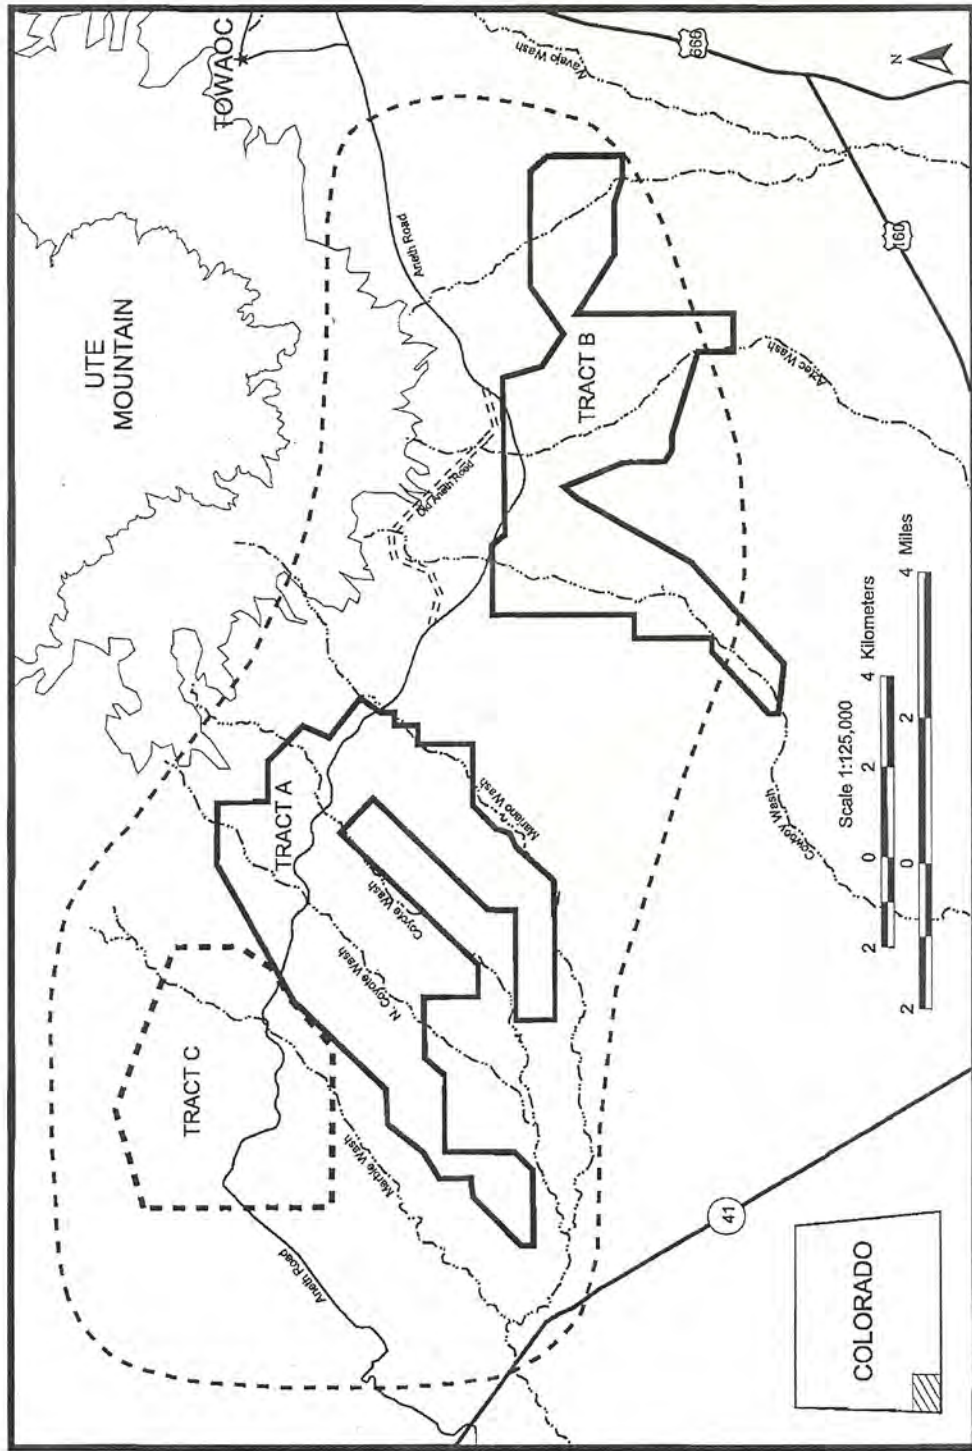 TOWAOC
UTE
MOUNTAIN
Navajo Wash
666
N
Aneth Road
Old Aneth Road
TRACT B
160
Aztec Wash
TRACT A
Mariano Wash
Coyote Wash
N. Coyote Wash
TRACT C
Marble Wash
Aneth Road
Cowboy Wash
Scale 1:125,000
2 0 2 4 Kilometers
2 0 2 4 Miles
41
COLORADO